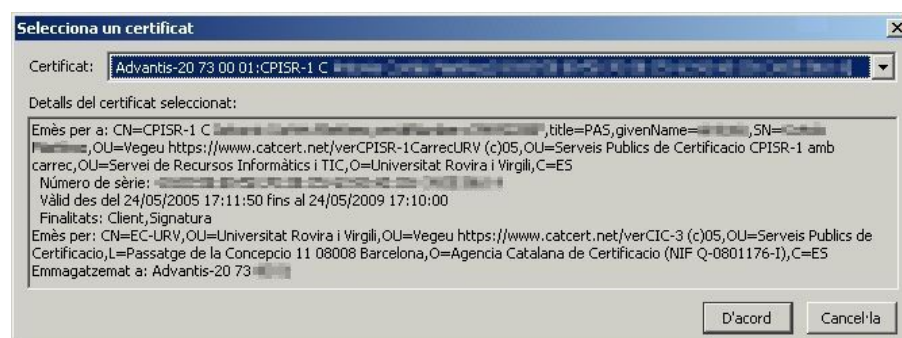 Selecciona un certificat
Certificat: Advantis-20 73 00 01:CPISR-1 C
Detalls del certificat seleccionat:
Emès per a: CN=CPISR-1 C ,title=PAS,givenName= ,SN=
,OU=Vegeu https://www.catcert.net/verCPISR-1CarrecURV (c)05,OU=Serveis Publics de Certificacio CPISR-1 amb
carrec,OU=Servei de Recursos Informàtics i TIC,O=Universitat Rovira i Virgili,C=ES
Número de sèrie:
Vàlid des del 24/05/2005 17:11:50 fins al 24/05/2009 17:10:00
Finalitats: Client,Signatura
Emès per: CN=EC-URV,OU=Universitat Rovira i Virgili,OU=Vegeu https://www.catcert.net/verCIC-3 (c)05,OU=Serveis Publics de
Certificacio,L=Passatge de la Concepcio 11 08008 Barcelona,O=Agencia Catalana de Certificacio (NIF Q-0801176-I),C=ES
Emmagatzemat a: Advantis-20 73
D'acord Cancel·la